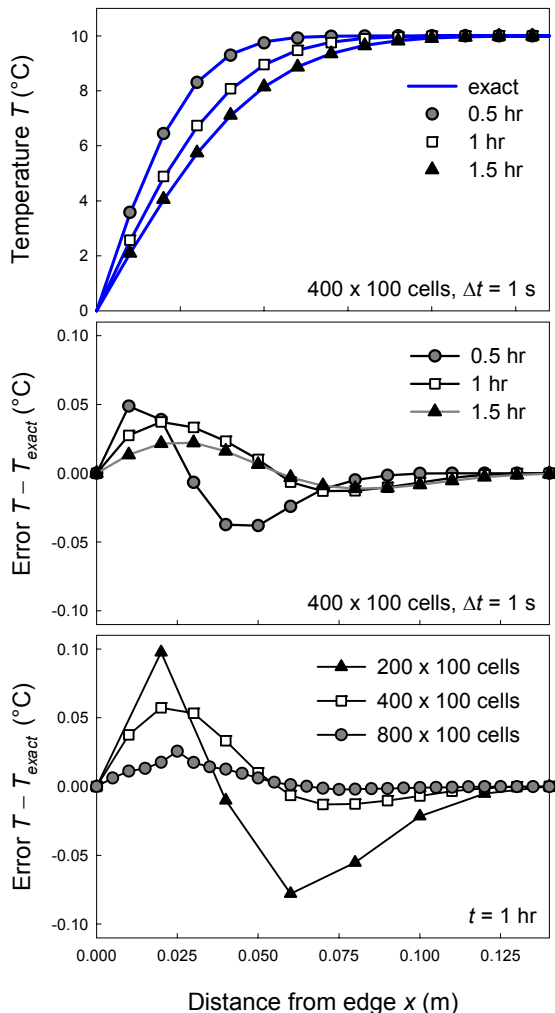 Temperature T (°C)
10
8
6
4
2
0
exact
0.5 hr
1 hr
1.5 hr
400 x 100 cells, Δt = 1 s
Error T − T_exact (°C)
0.10
0.05
0.00
-0.05
-0.10
0.5 hr
1 hr
1.5 hr
400 x 100 cells, Δt = 1 s
Error T − T_exact (°C)
0.10
0.05
0.00
-0.05
-0.10
200 x 100 cells
400 x 100 cells
800 x 100 cells
t = 1 hr
0.000 0.025 0.050 0.075 0.100 0.125
Distance from edge x (m)